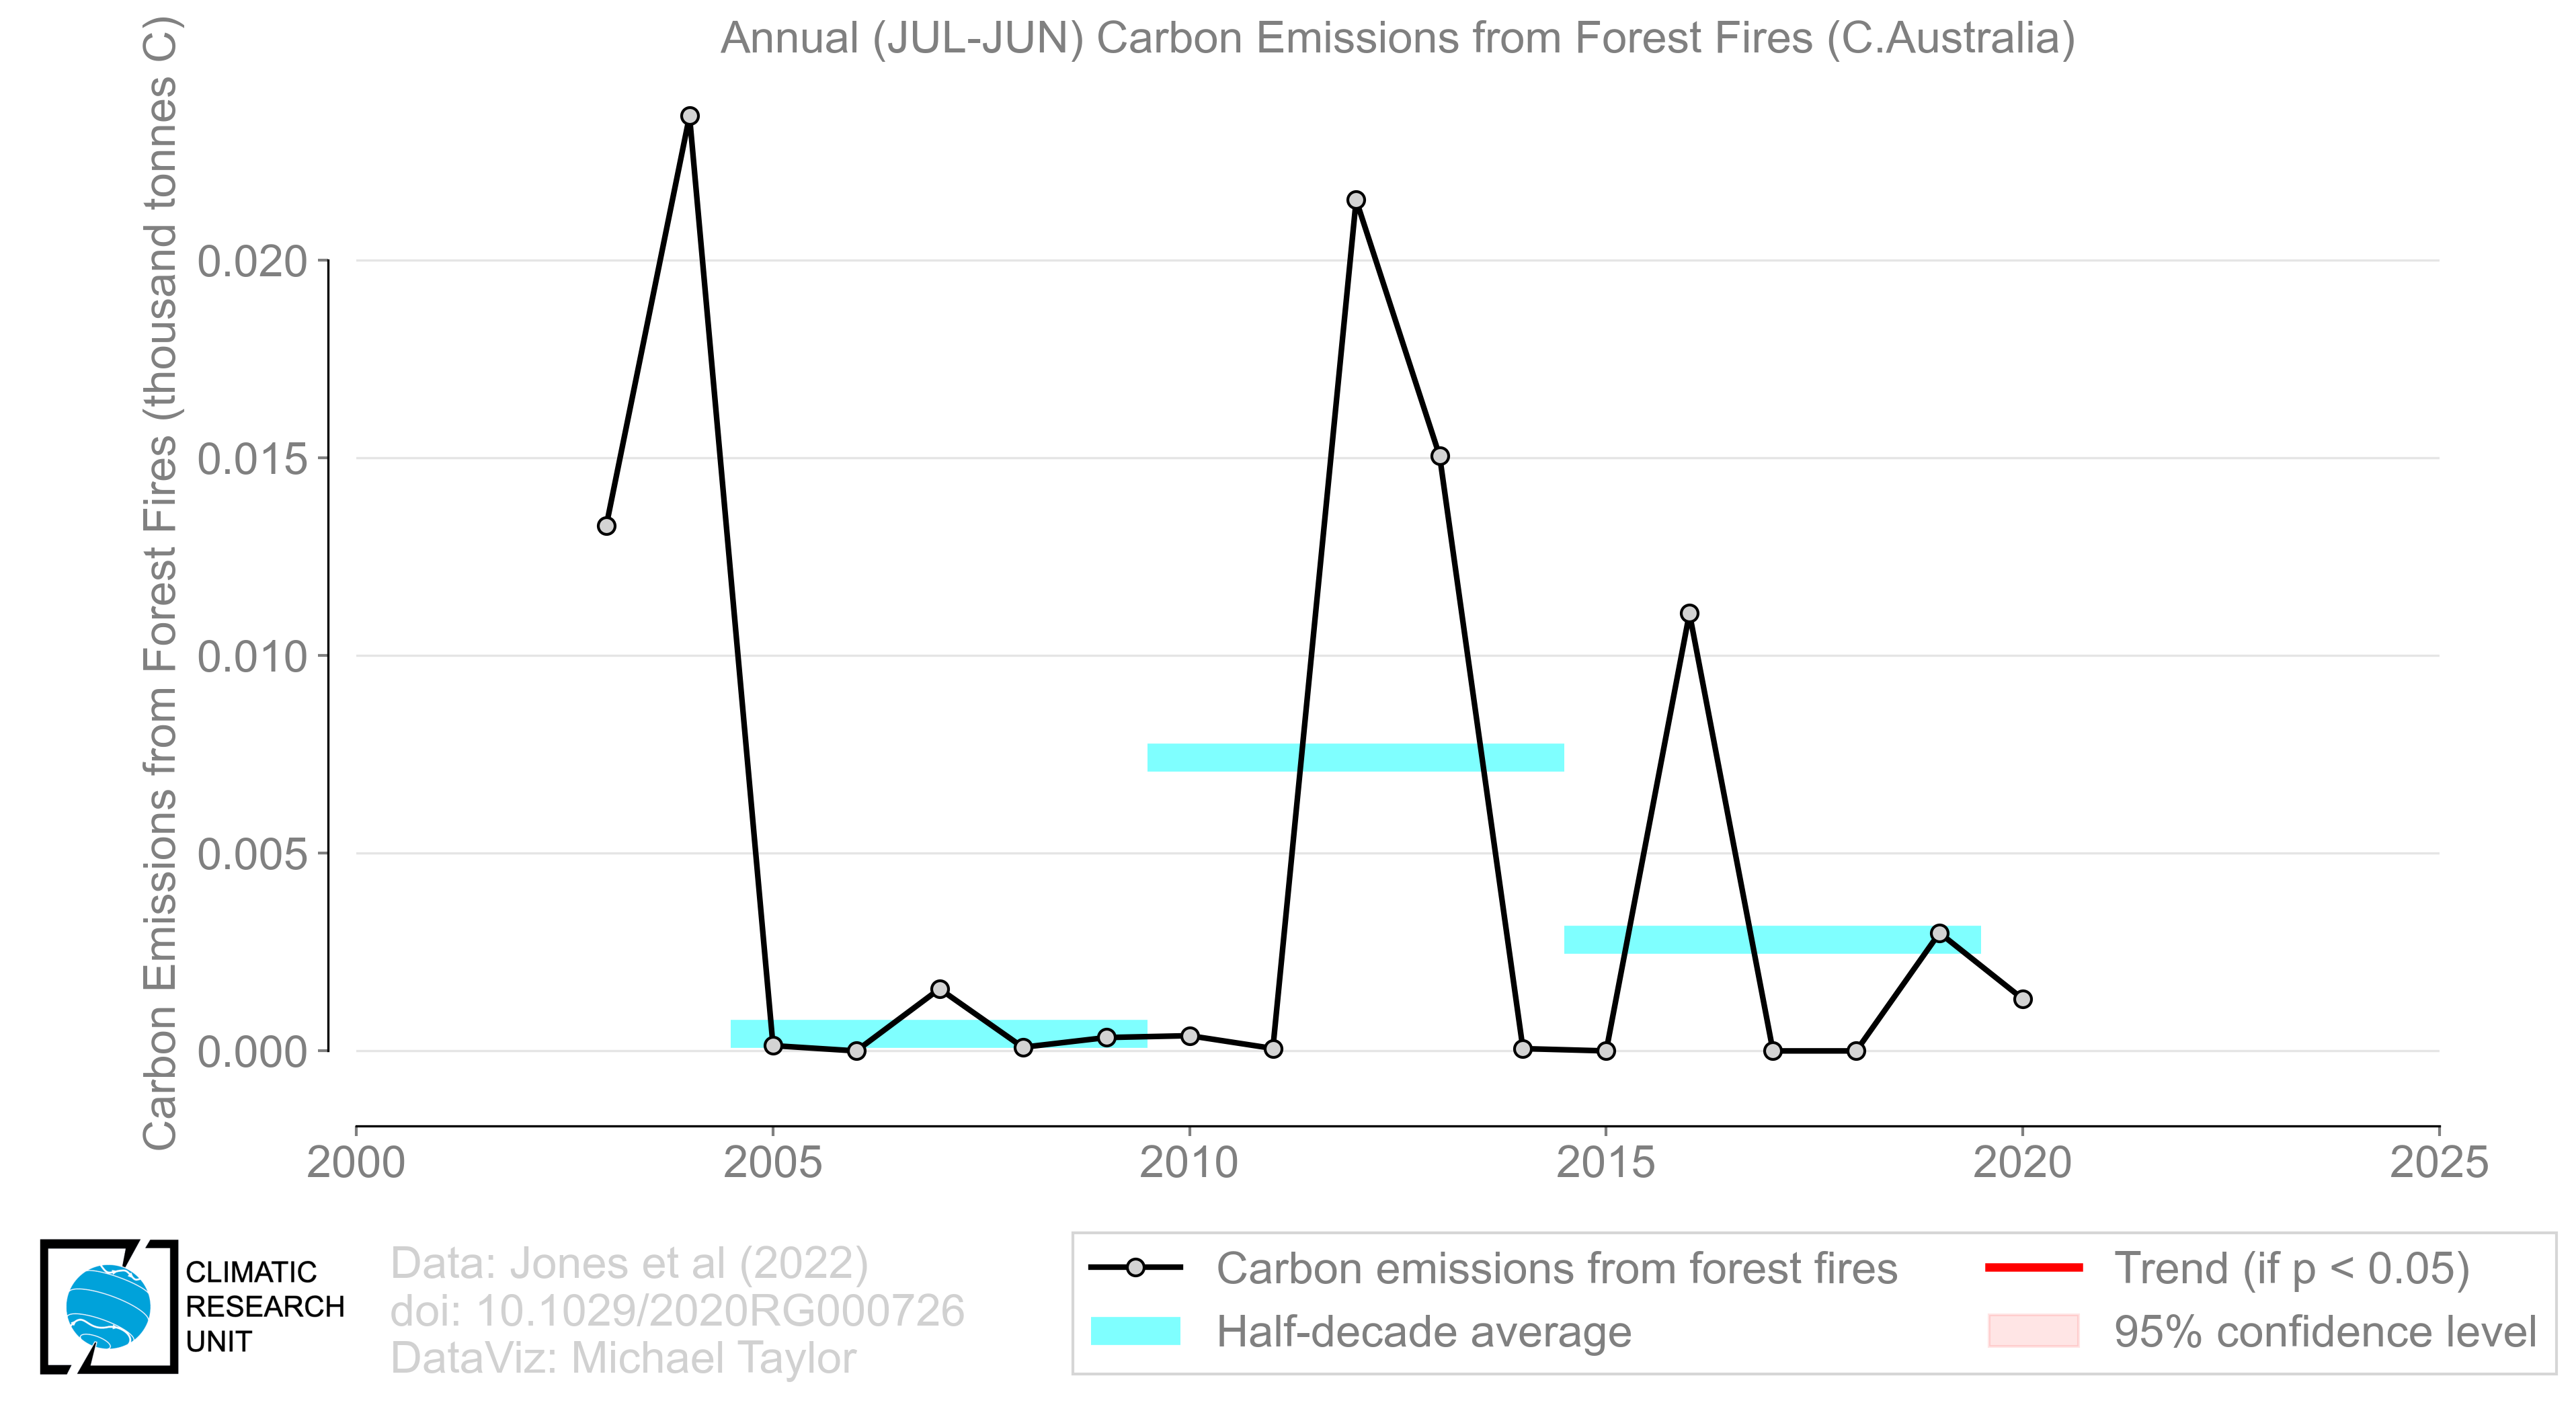 Annual (JUL-JUN) Carbon Emissions from Forest Fires (C.Australia)
Carbon Emissions from Forest Fires (thousand tonnes C)
0.020
0.015
0.010
0.005
0.000
2000 2005 2010 2015 2020 2025
CLIMATIC
RESEARCH
UNIT
Data: Jones et al (2022)
doi: 10.1029/2020RG000726
DataViz: Michael Taylor
Carbon emissions from forest fires
Half-decade average
Trend (if p < 0.05)
95% confidence level